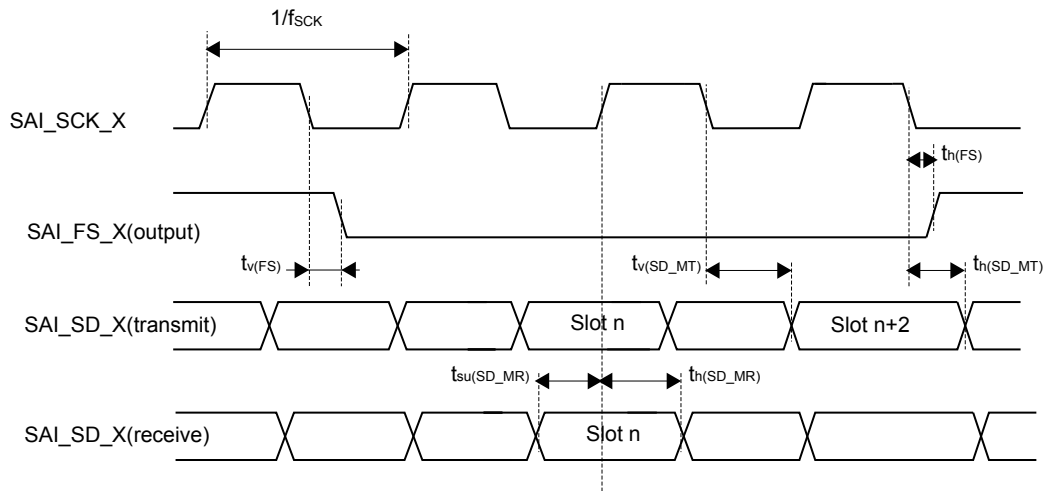 1/fSCK
SAI_SCK_X
th(FS)
SAI_FS_X(output)
tv(FS)
tv(SD_MT)
th(SD_MT)
SAI_SD_X(transmit)
Slot n
Slot n+2
tsu(SD_MR)
th(SD_MR)
SAI_SD_X(receive)
Slot n